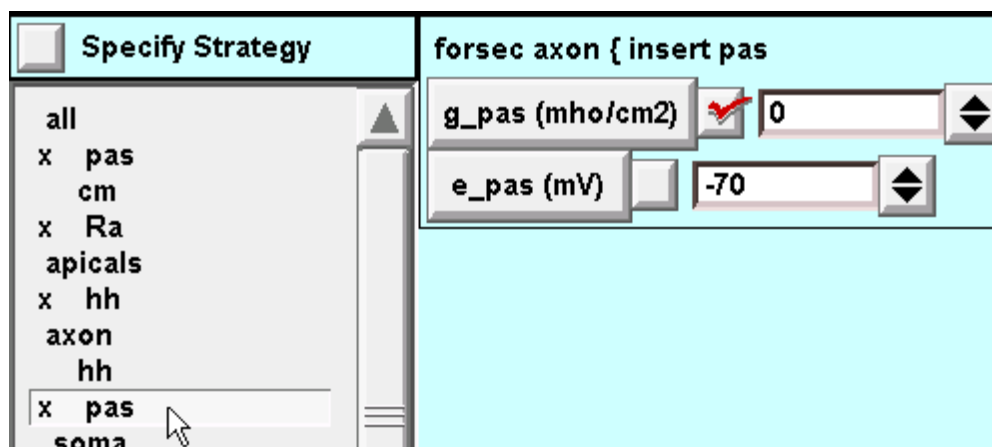 Specify Strategy
all
x pas
cm
x Ra
apicals
x hh
axon
hh
x pas
soma
forsec axon { insert pas
g_pas (mho/cm2) 0
e_pas (mV) -70